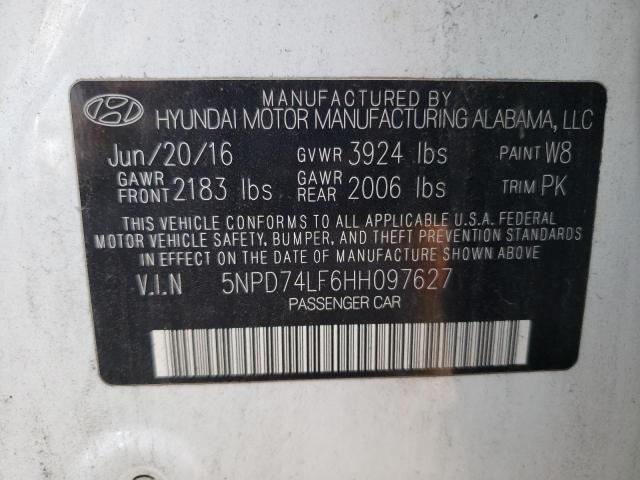 MANUFACTURED BY
HYUNDAI MOTOR MANUFACTURING ALABAMA, LLC
Jun/20/16 GVWR 3924 lbs PAINT W8
GAWR FRONT 2183 lbs GAWR REAR 2006 lbs TRIM PK
THIS VEHICLE CONFORMS TO ALL APPLICABLE U.S.A. FEDERAL
MOTOR VEHICLE SAFETY, BUMPER, AND THEFT PREVENTION STANDARDS
IN EFFECT ON THE DATE OF MANUFACTURE SHOWN ABOVE.
V.I.N 5NPD74LF6HH097627
PASSENGER CAR